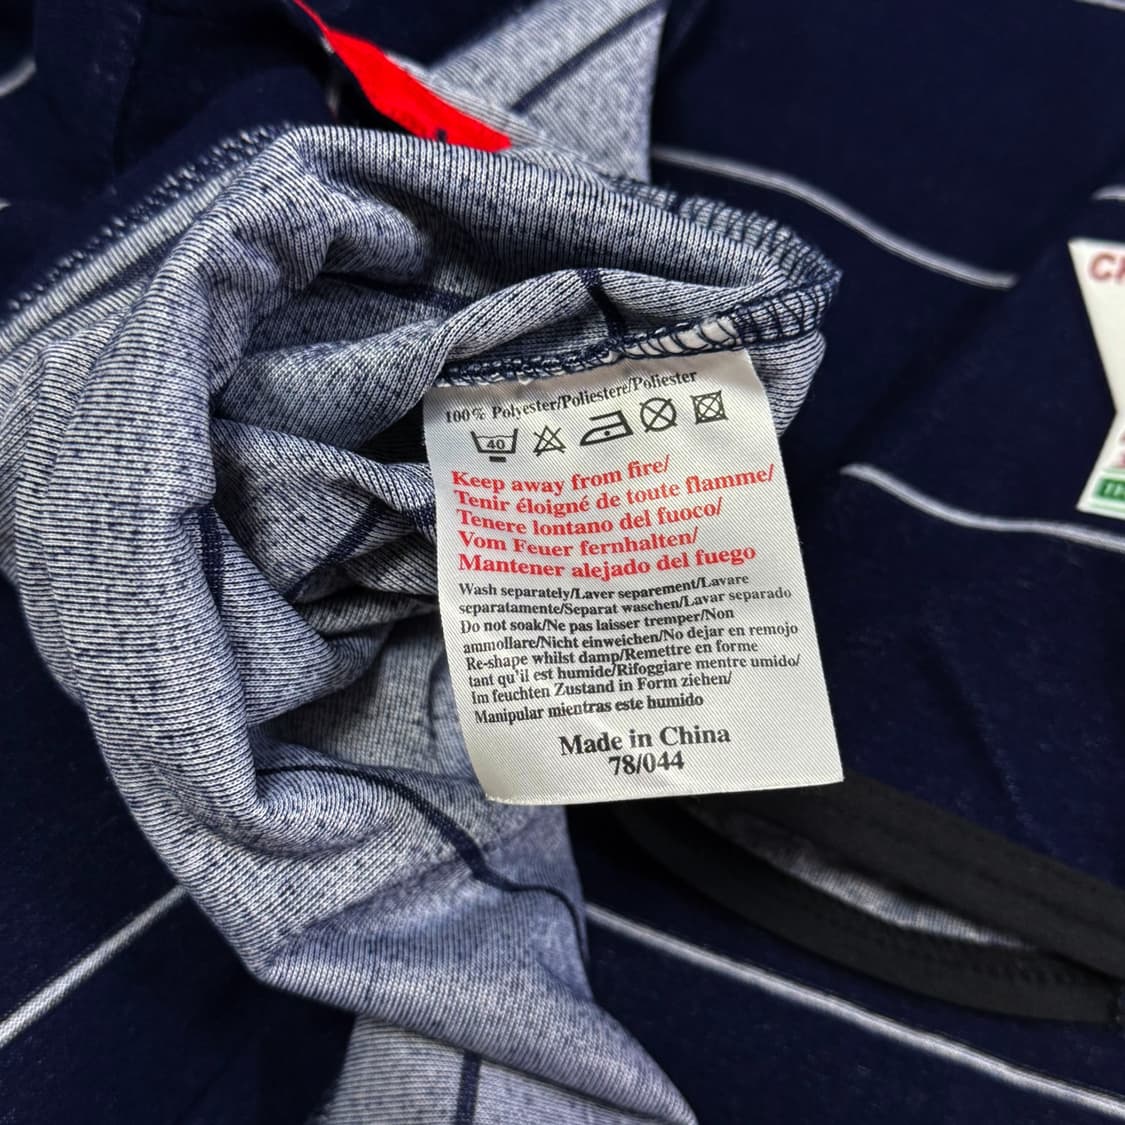 100% Polyester/Poliestere/Poliester
40
Keep away from fire/
Tenir éloigné de toute flamme/
Tenere lontano del fuoco/
Vom Feuer fernhalten/
Mantener alejado del fuego
Wash separately/Laver separement/Lavare
separatamente/Separat waschen/Lavar separado
Do not soak/Ne pas laisser tremper/Non
ammollare/Nicht einweichen/No dejar en remojo
Re-shape whilst damp/Remettre en forme
tant qu'il est humide/Rifoggiare mentre umido/
Im feuchten Zustand in Form ziehen/
Manipular mientras este humido
Made in China
78/044